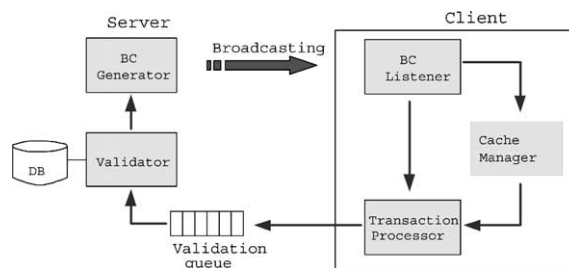 Server
Client
Broadcasting
BC
Generator
BC
Listener
DB
Validator
Cache
Manager
Transaction
Processor
Validation
queue